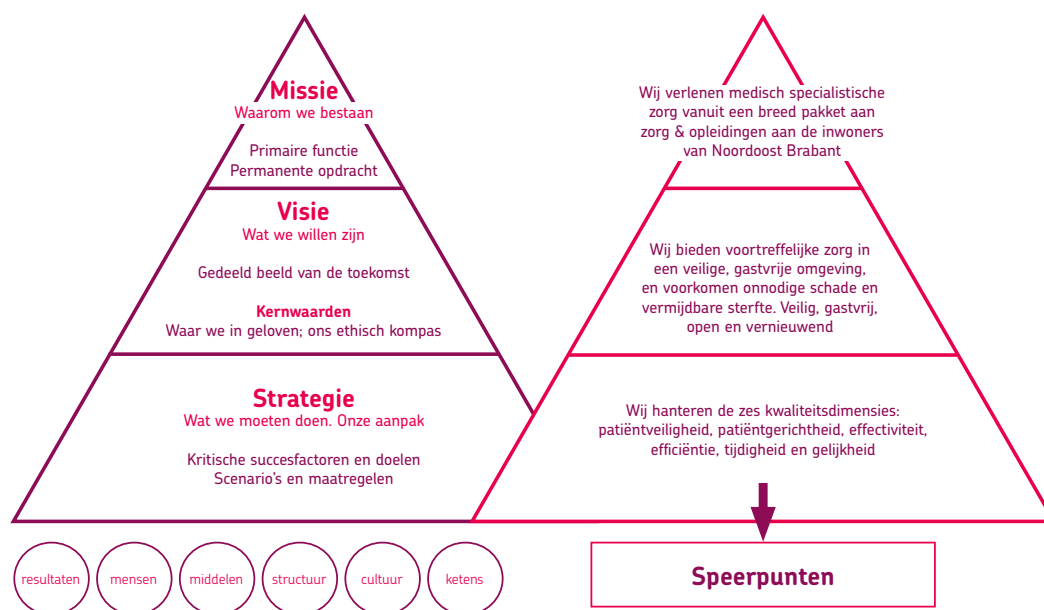 Missie
Waarom we bestaan
Primaire functie
Permanente opdracht
Visie
Wat we willen zijn
Gedeeld beeld van de toekomst
Kernwaarden
Waar we in geloven; ons ethisch kompas
Strategie
Wat we moeten doen. Onze aanpak
Kritische succesfactoren en doelen
Scenario's en maatregelen
resultaten
mensen
middelen
structuur
cultuur
ketens
Wij verlenen medisch specialistische
zorg vanuit een breed pakket aan
zorg & opleidingen aan de inwoners
van Noordoost Brabant
Wij bieden voortreffelijke zorg in
een veilige, gastvrije omgeving,
en voorkomen onnodige schade en
vermijdbare sterfte. Veilig, gastvrij,
open en vernieuwend
Wij hanteren de zes kwaliteitsdimensies:
patiëntveiligheid, patiëntgerichtheid, effectiviteit,
efficiëntie, tijdigheid en gelijkheid
Speerpunten